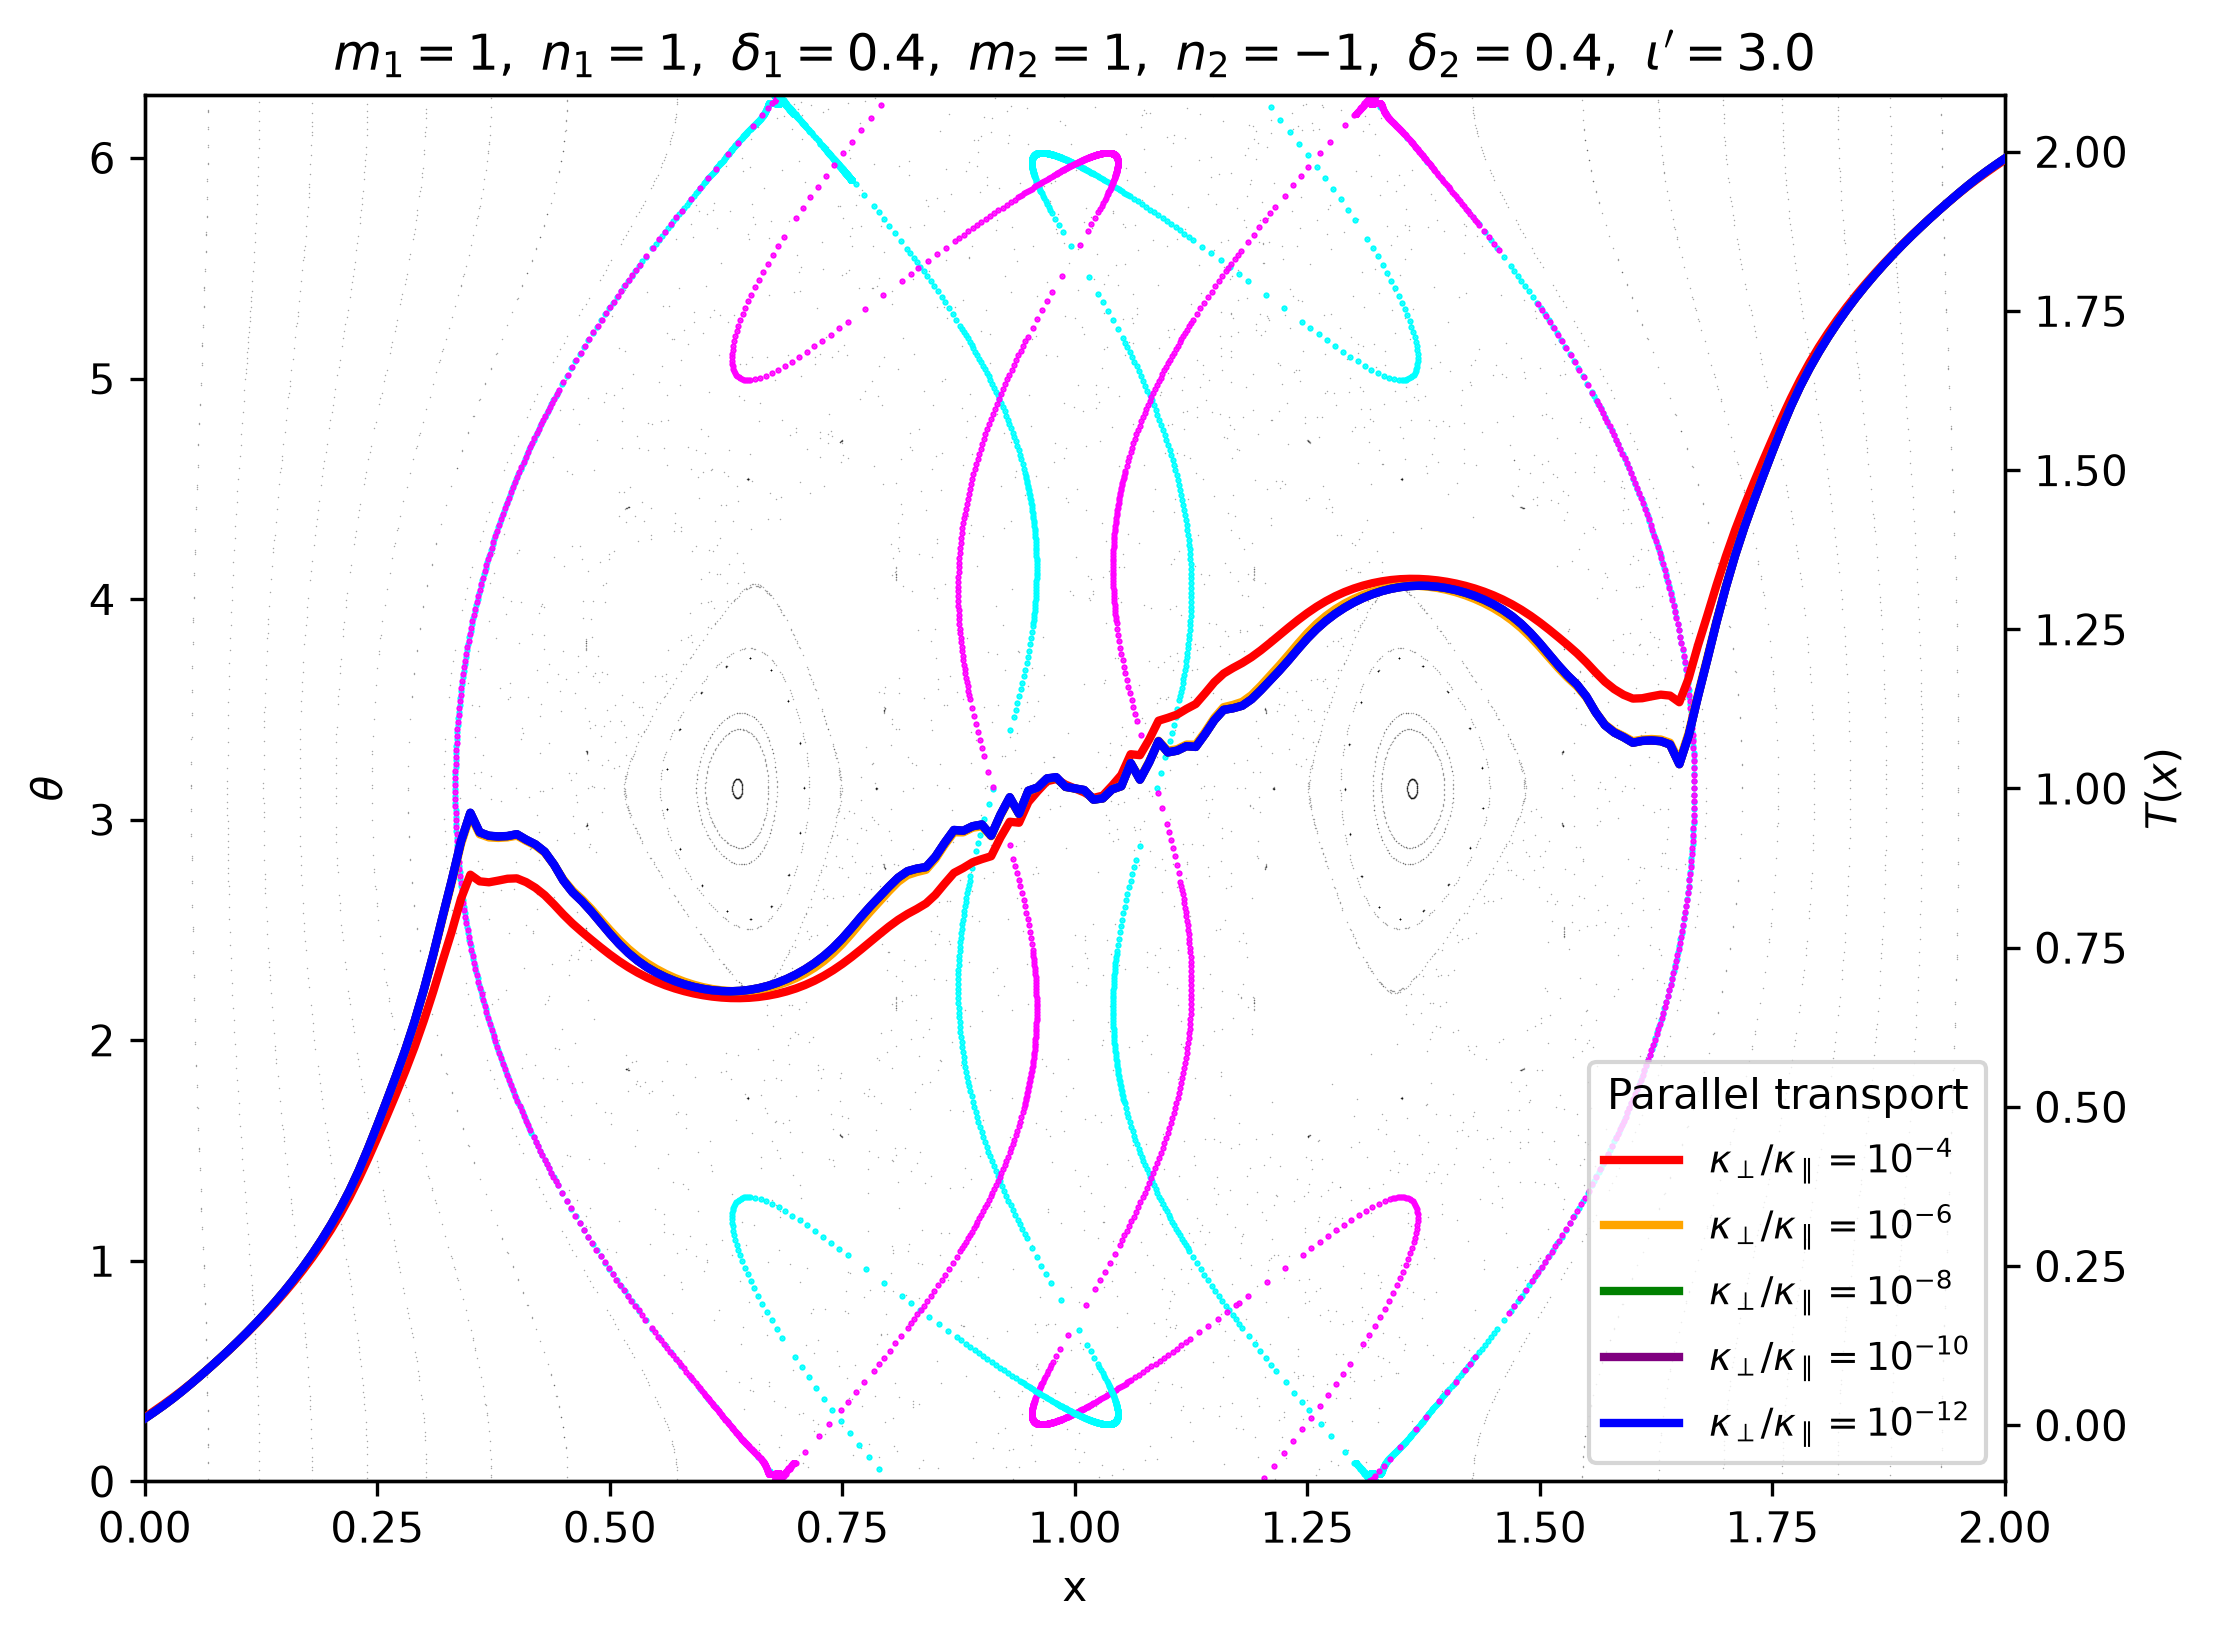 m₁ = 1, n₁ = 1, δ₁ = 0.4, m₂ = 1, n₂ = −1, δ₂ = 0.4, ι′ = 3.0
6
5
4
3
2
1
0
θ
2.00
1.75
1.50
1.25
1.00
0.75
0.50
0.25
0.00
T(x)
Parallel transport
κ⊥/κ∥ = 10⁻⁴
κ⊥/κ∥ = 10⁻⁶
κ⊥/κ∥ = 10⁻⁸
κ⊥/κ∥ = 10⁻¹⁰
κ⊥/κ∥ = 10⁻¹²
0.00 0.25 0.50 0.75 1.00 1.25 1.50 1.75 2.00
x